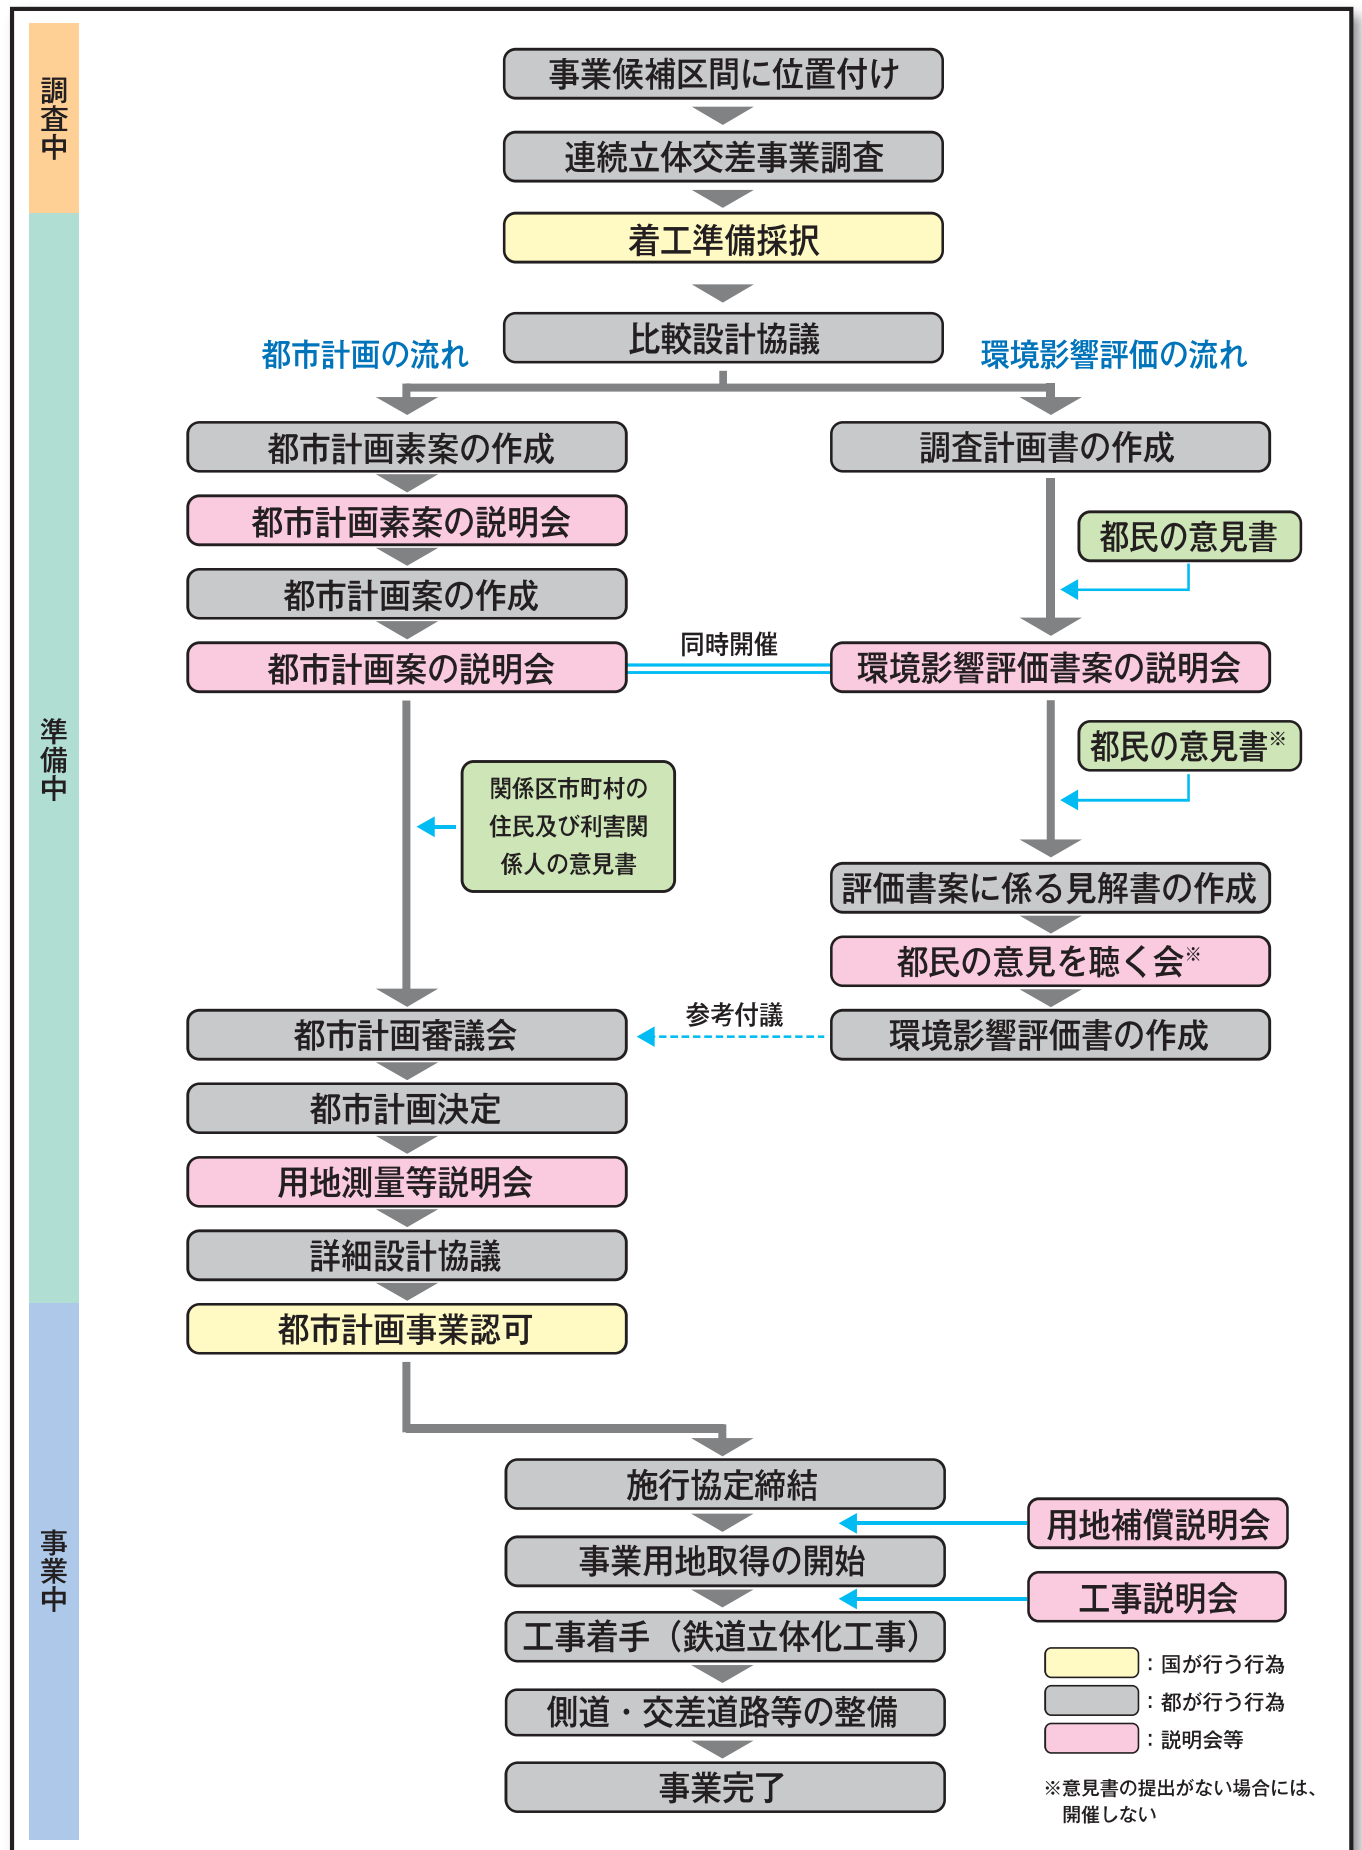 調査中
事業候補区間に位置付け
連続立体交差事業調査
準備中
着工準備採択
比較設計協議
都市計画の流れ
環境影響評価の流れ
都市計画素案の作成
調査計画書の作成
都市計画素案の説明会
都民の意見書
都市計画案の作成
都市計画案の説明会
同時開催
環境影響評価書案の説明会
都民の意見書※
関係区市町村の
住民及び利害関
係人の意見書
評価書案に係る見解書の作成
都民の意見を聴く会※
都市計画審議会
参考付議
環境影響評価書の作成
都市計画決定
用地測量等説明会
詳細設計協議
事業中
都市計画事業認可
施行協定締結
用地補償説明会
事業用地取得の開始
工事説明会
工事着手（鉄道立体化工事）
側道・交差道路等の整備
事業完了
：国が行う行為
：都が行う行為
：説明会等
※意見書の提出がない場合には、
開催しない